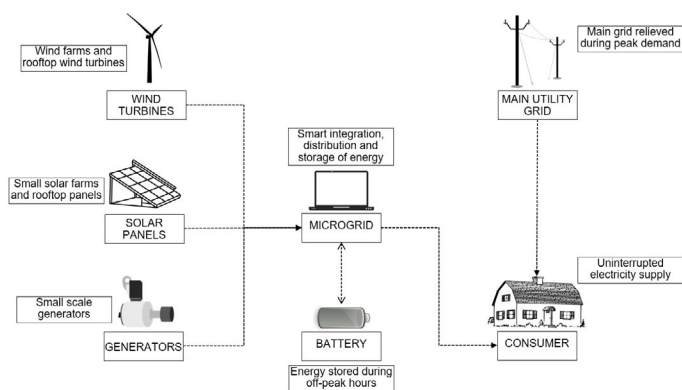 Wind farms and
rooftop wind turbines
WIND
TURBINES
Main grid relieved
during peak demand
MAIN UTILITY
GRID
Smart integration,
distribution and
storage of energy
Small solar farms
and rooftop panels
SOLAR
PANELS
MICROGRID
Uninterrupted
electricity supply
Small scale
generators
GENERATORS
BATTERY
CONSUMER
Energy stored during
off-peak hours